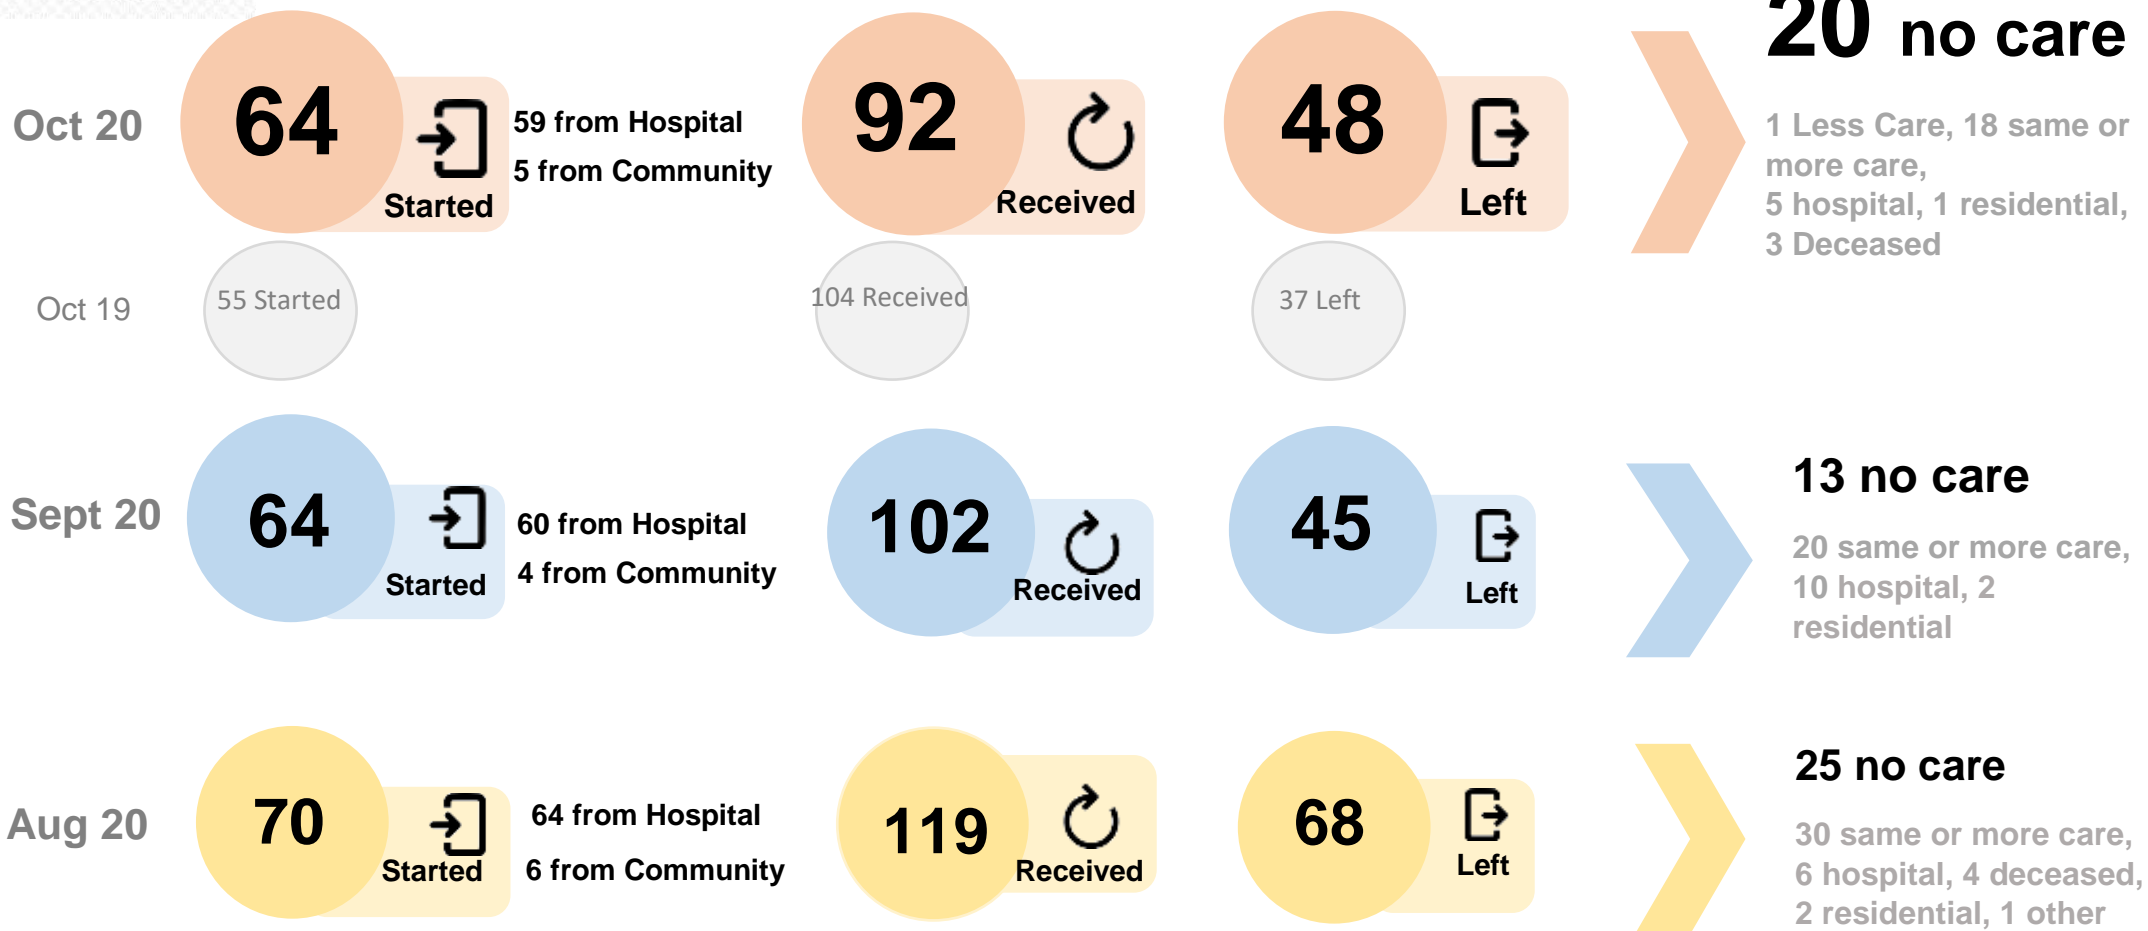 20 no care
Oct 20
64
Started
59 from Hospital
5 from Community
92
Received
48
Left
1 Less Care, 18 same or
more care,
5 hospital, 1 residential,
3 Deceased
Oct 19
55 Started
104 Received
37 Left
Sept 20
64
Started
60 from Hospital
4 from Community
102
Received
45
Left
13 no care
20 same or more care,
10 hospital, 2
residential
Aug 20
70
Started
64 from Hospital
6 from Community
119
Received
68
Left
25 no care
30 same or more care,
6 hospital, 4 deceased,
2 residential, 1 other